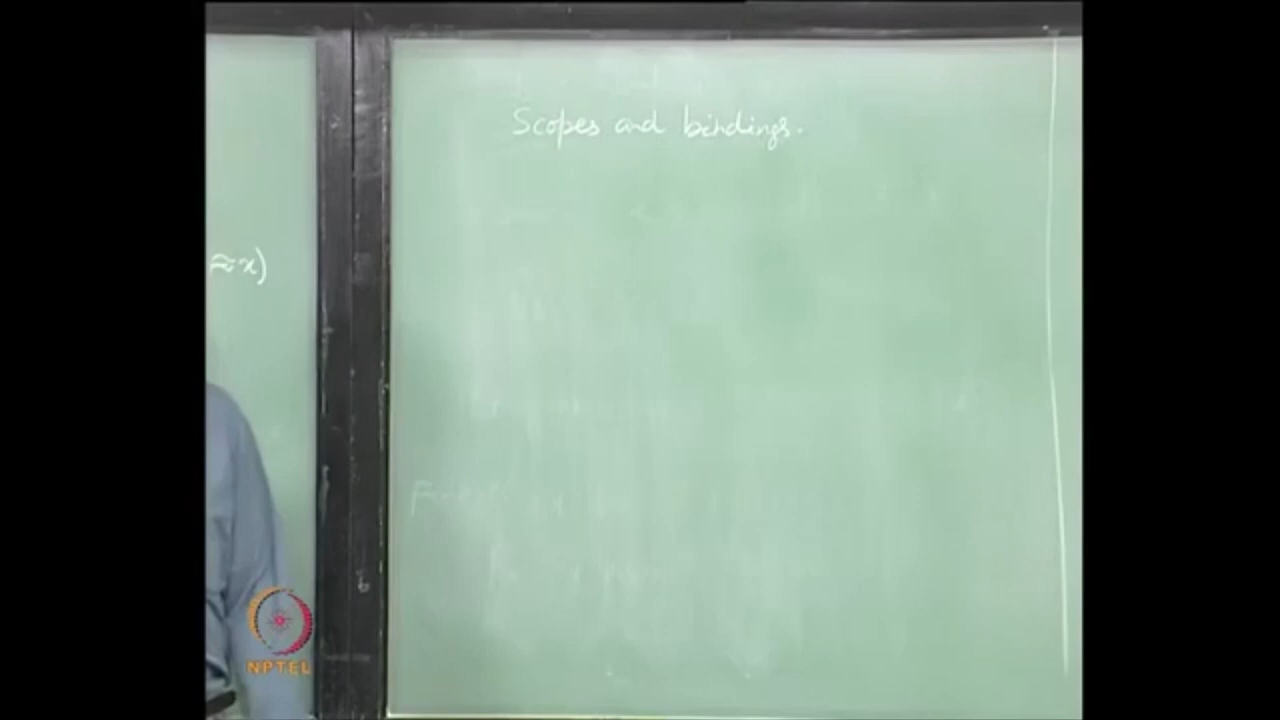 Scopes and bindings.
≈x)
NPTEL